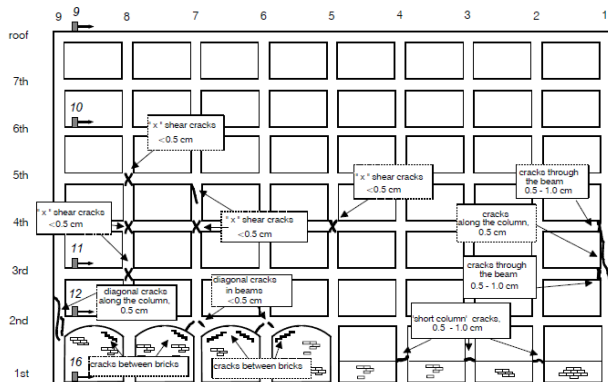 9
9 8 7 6 5 4 3 2 1
roof
7th
10
6th
" x " shear cracks
<0.5 cm
5th
" x " shear cracks
<0.5 cm
cracks through
the beam
0.5 - 1.0 cm
" x " shear cracks
<0.5 cm
4th
" x " shear cracks
<0.5 cm
cracks
along the column,
0.5 cm
11
3rd
cracks through
the beam
0.5 - 1.0 cm
12
diagonal cracks
along the column,
0.5 cm
diagonal cracks
in beams
<0.5 cm
2nd
'short column' cracks,
0.5 - 1.0 cm
cracks between bricks
cracks between bricks
16
1st